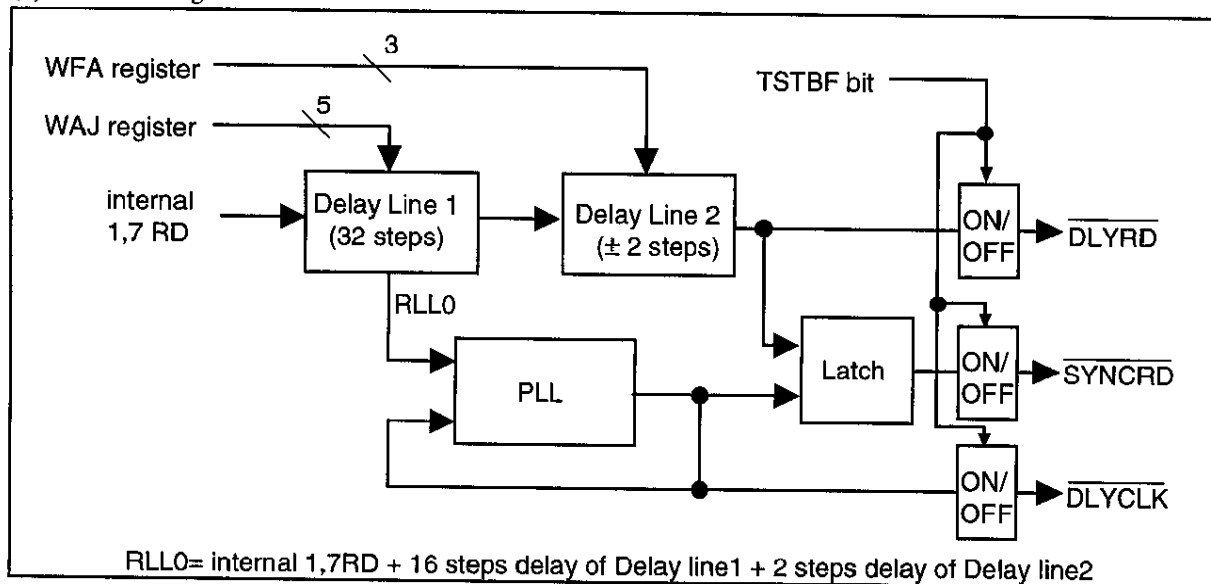 WFA register
3
TSTBF bit
WAJ register
5
internal
1,7 RD
Delay Line 1
(32 steps)
Delay Line 2
(± 2 steps)
ON/
OFF
DLYRD
RLL0
PLL
Latch
ON/
OFF
SYNCRD
ON/
OFF
DLYCLK
RLL0= internal 1,7RD + 16 steps delay of Delay line1 + 2 steps delay of Delay line2